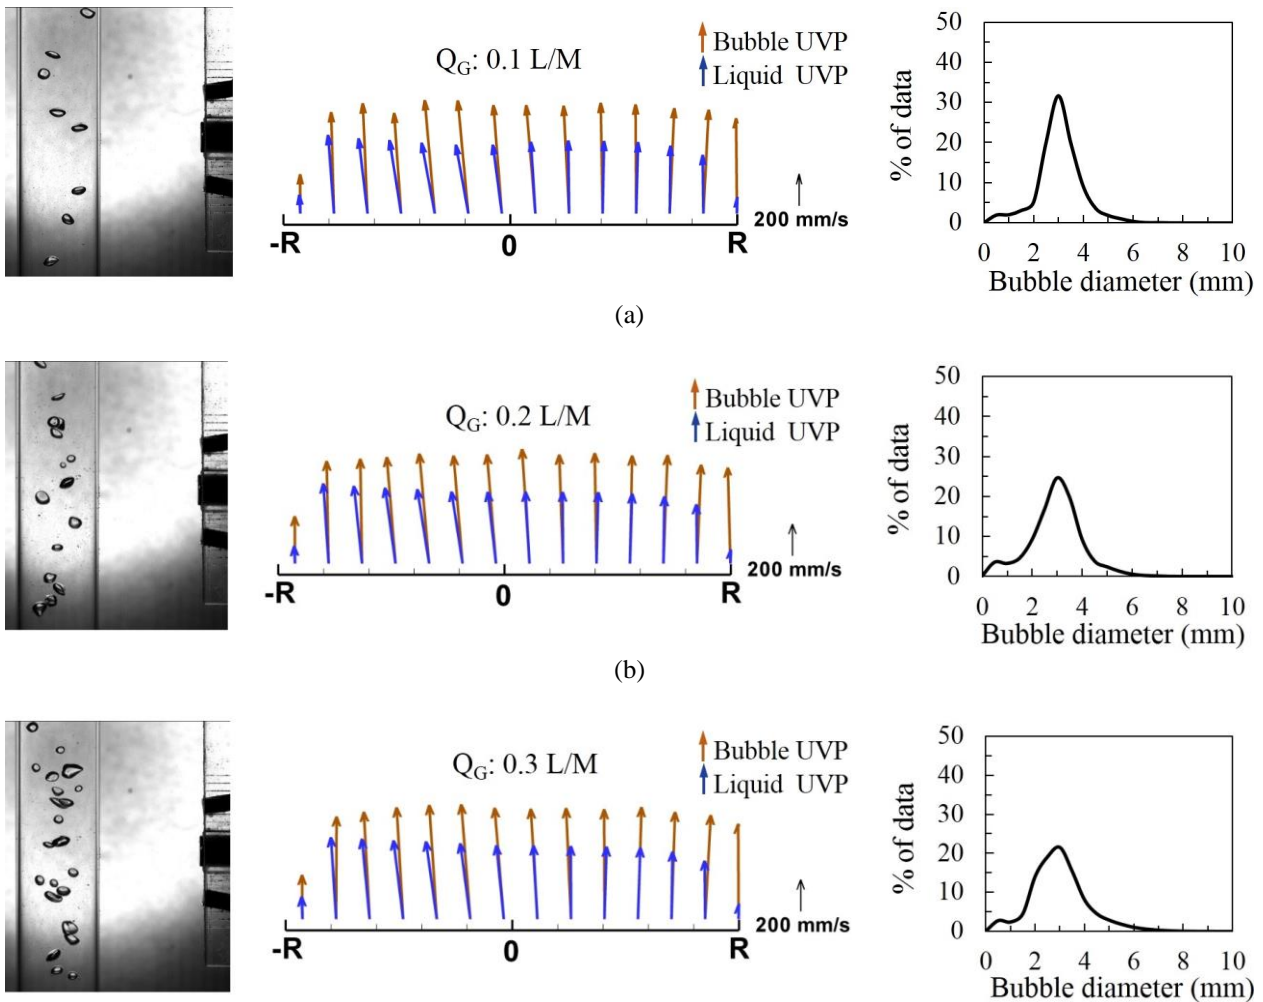 Q_G: 0.1 L/M
Bubble UVP
Liquid UVP
200 mm/s
-R 0 R
50
40
30
20
10
0
% of data
0 2 4 6 8 10
Bubble diameter (mm)
(a)
Q_G: 0.2 L/M
Bubble UVP
Liquid UVP
200 mm/s
-R 0 R
50
40
30
20
10
0
% of data
0 2 4 6 8 10
Bubble diameter (mm)
(b)
Q_G: 0.3 L/M
Bubble UVP
Liquid UVP
200 mm/s
-R 0 R
50
40
30
20
10
0
% of data
0 2 4 6 8 10
Bubble diameter (mm)